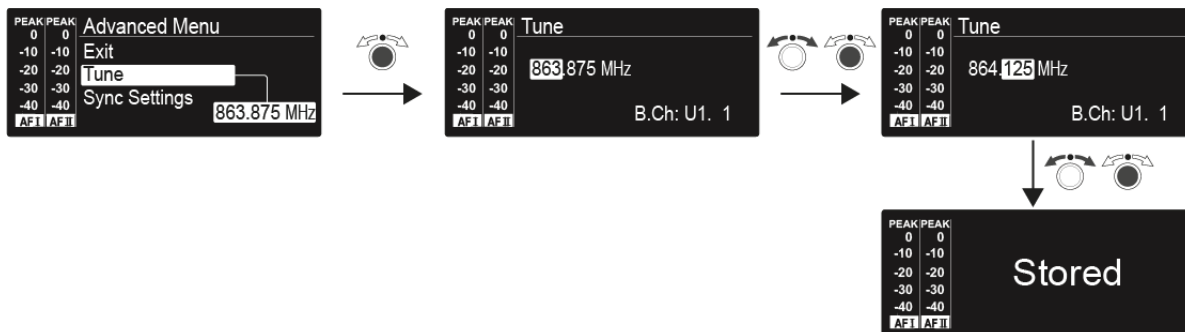 PEAK PEAK Advanced Menu
0 0
-10 -10 Exit
-20 -20 Tune
-30 -30 Sync Settings
-40 -40 863.875 MHz
AF I AF II
PEAK PEAK Tune
0 0
-10 -10
-20 -20 863.875 MHz
-30 -30
-40 -40 B.Ch: U1. 1
AF I AF II
PEAK PEAK Tune
0 0
-10 -10
-20 -20 864.125 MHz
-30 -30
-40 -40 B.Ch: U1. 1
AF I AF II
PEAK PEAK
0 0
-10 -10
-20 -20 Stored
-30 -30
-40 -40
AF I AF II